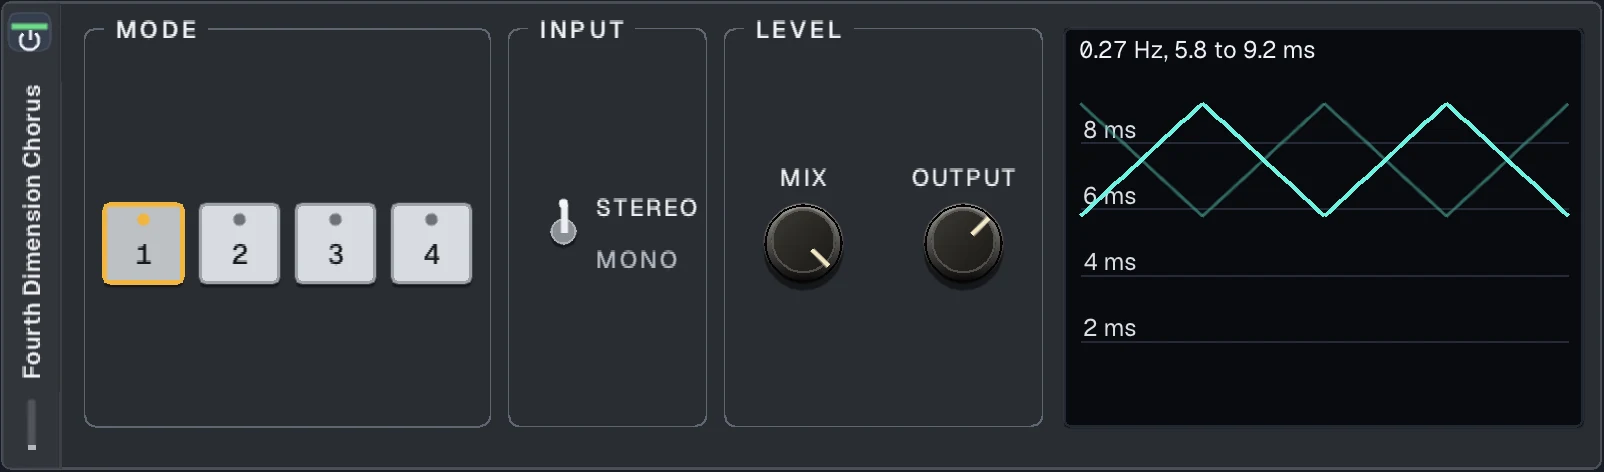 Fourth Dimension Chorus
MODE
1
2
3
4
INPUT
STEREO
MONO
LEVEL
MIX
OUTPUT
0.27 Hz, 5.8 to 9.2 ms
8 ms
6 ms
4 ms
2 ms